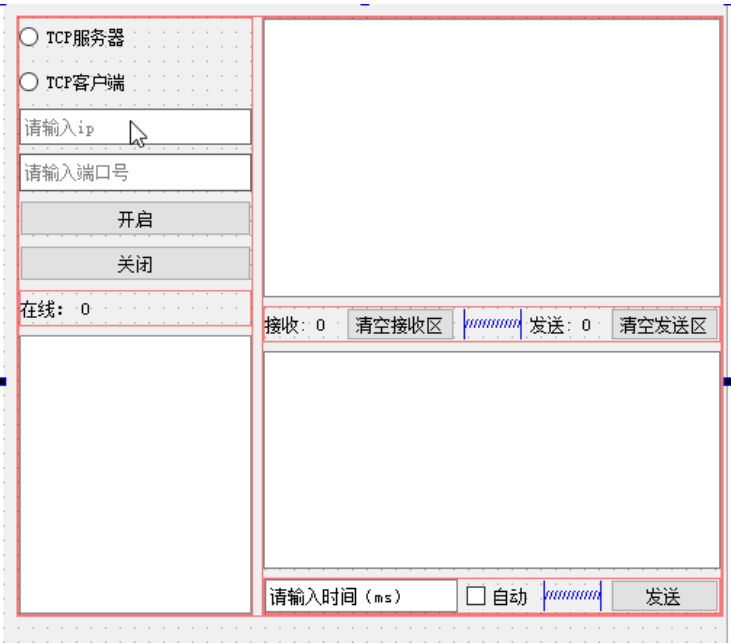 TCP服务器
TCP客户端
请输入ip
请输入端口号
开启
关闭
在线: 0
接收: 0 清空接收区 发送: 0 清空发送区
请输入时间(ms) 自动 发送